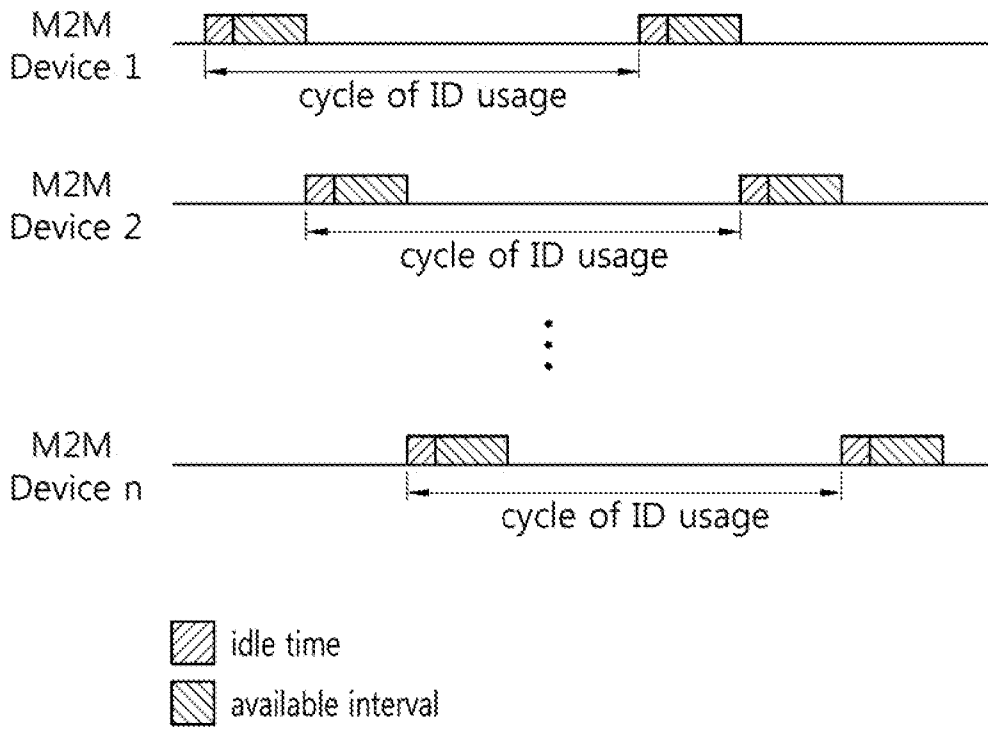 M2M
Device 1
cycle of ID usage
M2M
Device 2
cycle of ID usage
M2M
Device n
cycle of ID usage
idle time
available interval